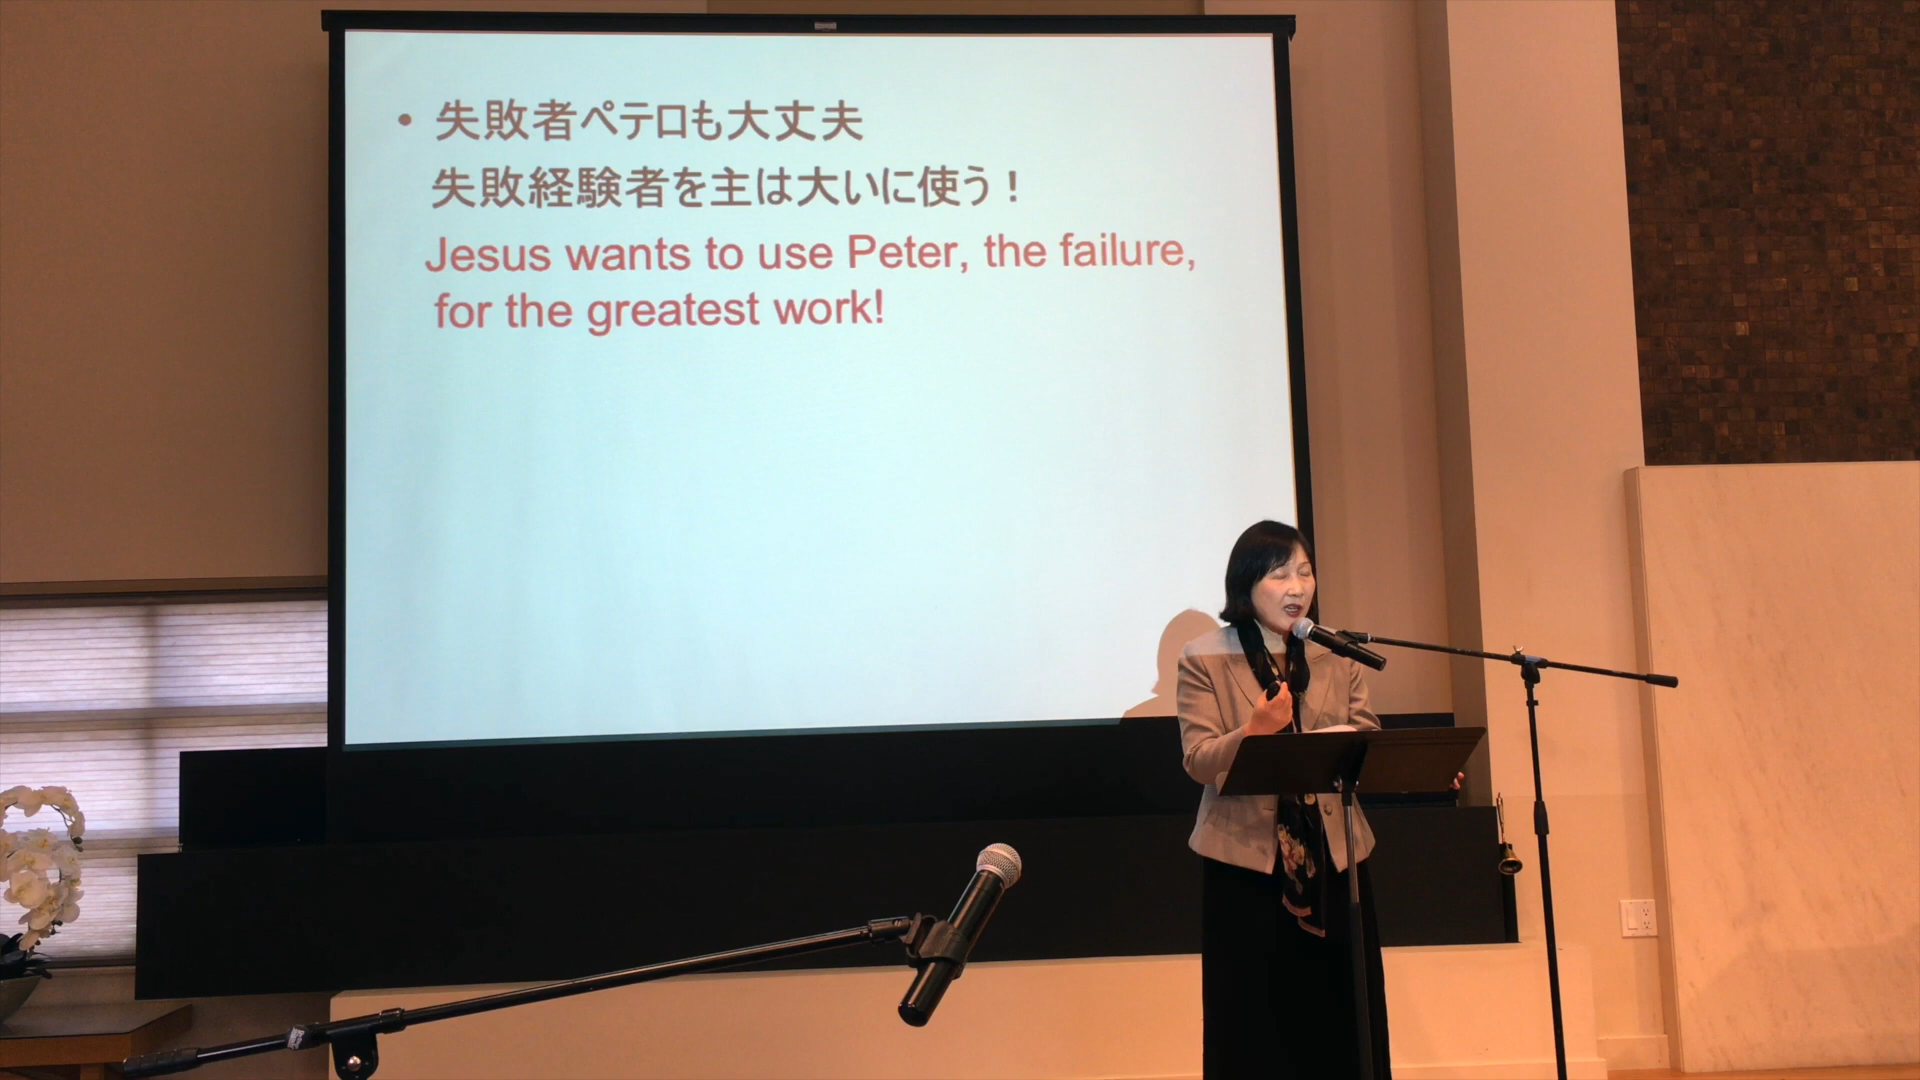 • 失敗者ペテロも大丈夫
失敗経験者を主は大いに使う！
Jesus wants to use Peter, the failure,
for the greatest work!